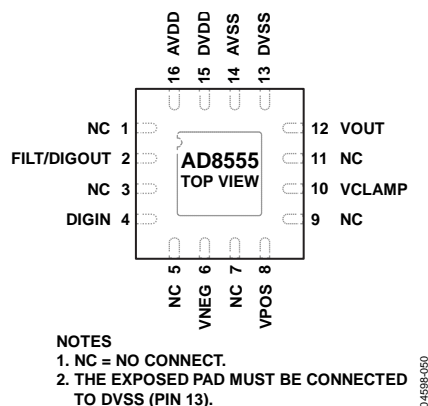 16 AVDD
15 DVDD
14 AVSS
13 DVSS
NC 1
FILT/DIGOUT 2
NC 3
DIGIN 4
AD8555
TOP VIEW
12 VOUT
11 NC
10 VCLAMP
9 NC
NC 5
VNEG 6
NC 7
VPOS 8
NOTES
1. NC = NO CONNECT.
2. THE EXPOSED PAD MUST BE CONNECTED
TO DVSS (PIN 13).
04598-050